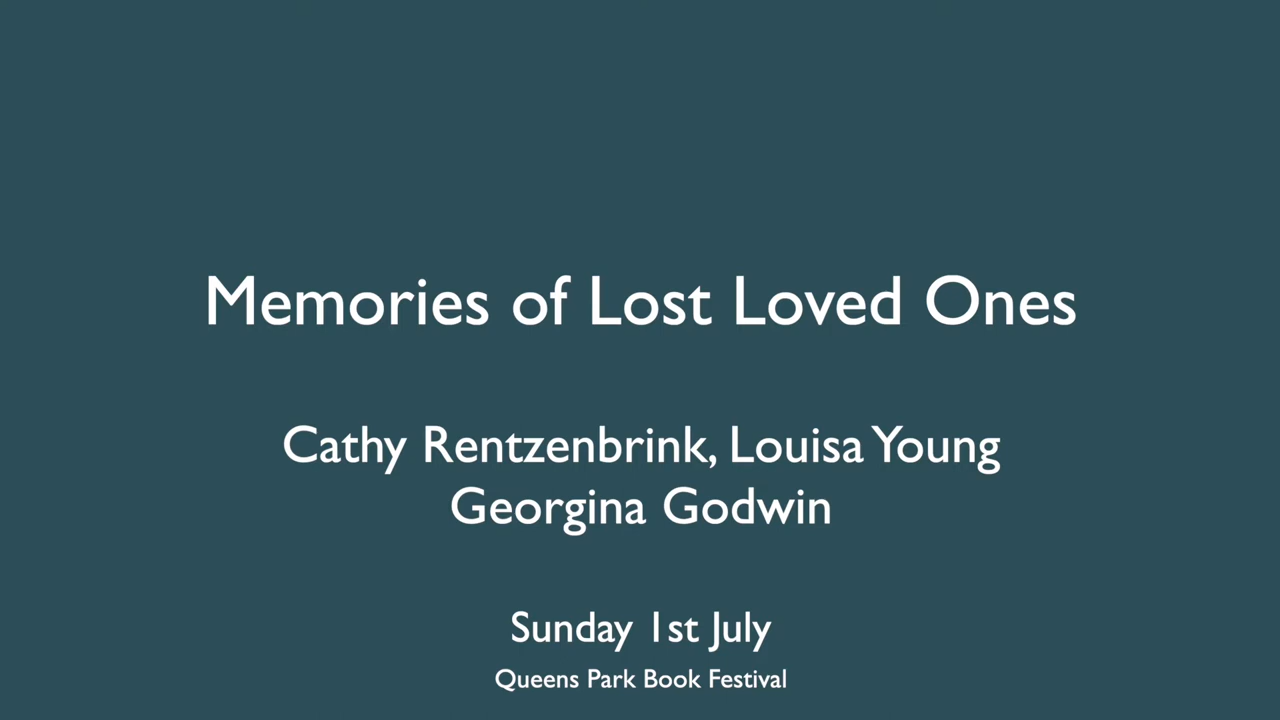 Memories of Lost Loved Ones
Cathy Rentzenbrink, Louisa Young
Georgina Godwin
Sunday 1st July
Queens Park Book Festival